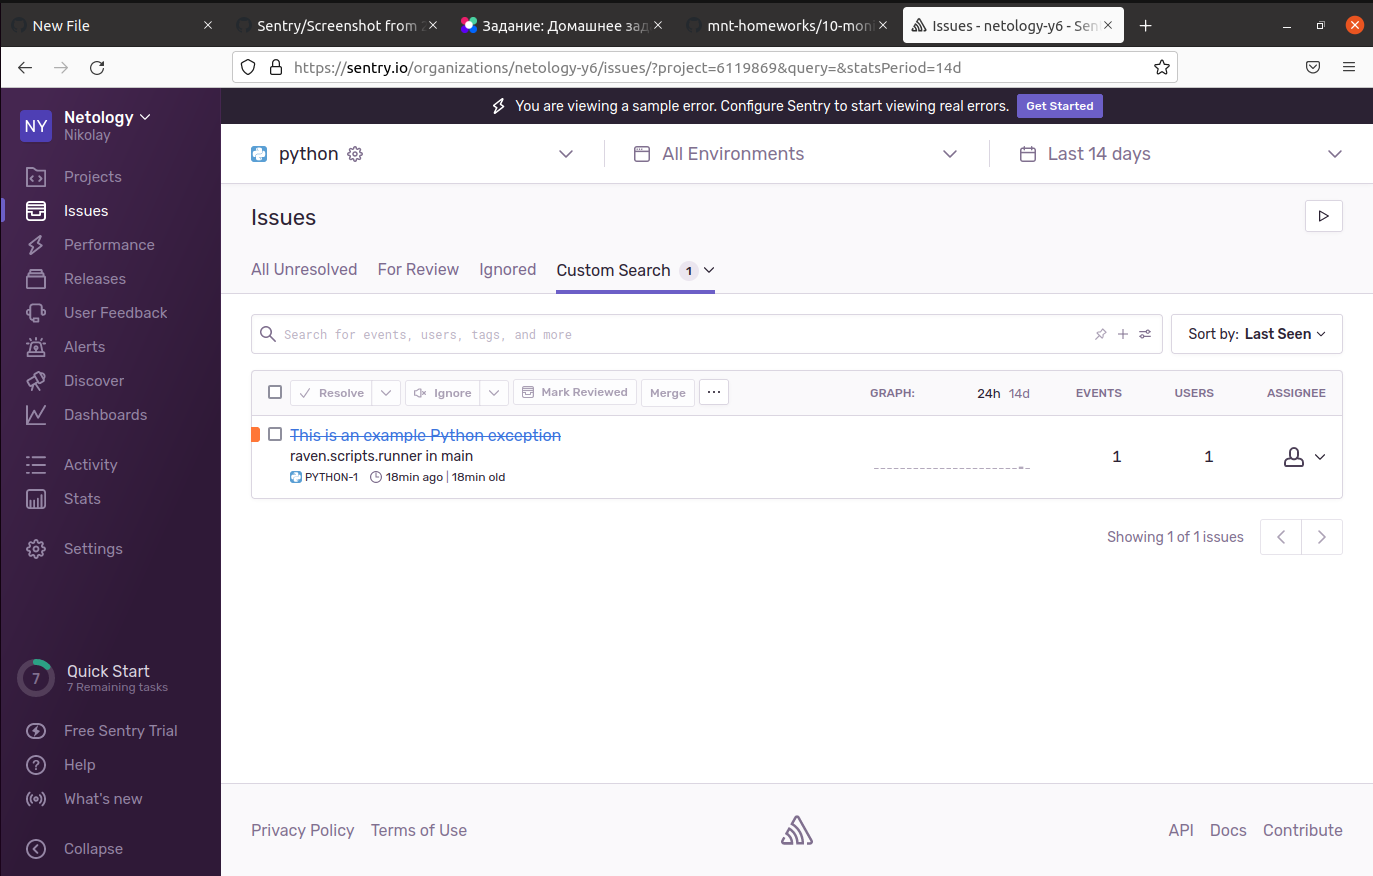 New File
Sentry/Screenshot from 2
Задание: Домашнее зад
mnt-homeworks/10-moni
Issues - netology-y6 - Sen
https://sentry.io/organizations/netology-y6/issues/?project=6119869&query=&statsPeriod=14d
NY
Netology
Nikolay
You are viewing a sample error. Configure Sentry to start viewing real errors.
Get Started
python
All Environments
Last 14 days
Projects
Issues
Performance
Releases
User Feedback
Alerts
Discover
Dashboards
Activity
Stats
Settings
7
Quick Start
7 Remaining tasks
Free Sentry Trial
Help
What's new
Collapse
Issues
All Unresolved
For Review
Ignored
Custom Search 1
Search for events, users, tags, and more
Sort by: Last Seen
Resolve
Ignore
Mark Reviewed
Merge
...
GRAPH:
24h 14d
EVENTS
USERS
ASSIGNEE
This is an example Python exception
raven.scripts.runner in main
PYTHON-1
18min ago | 18min old
1
1
Showing 1 of 1 issues
Privacy Policy
Terms of Use
API
Docs
Contribute